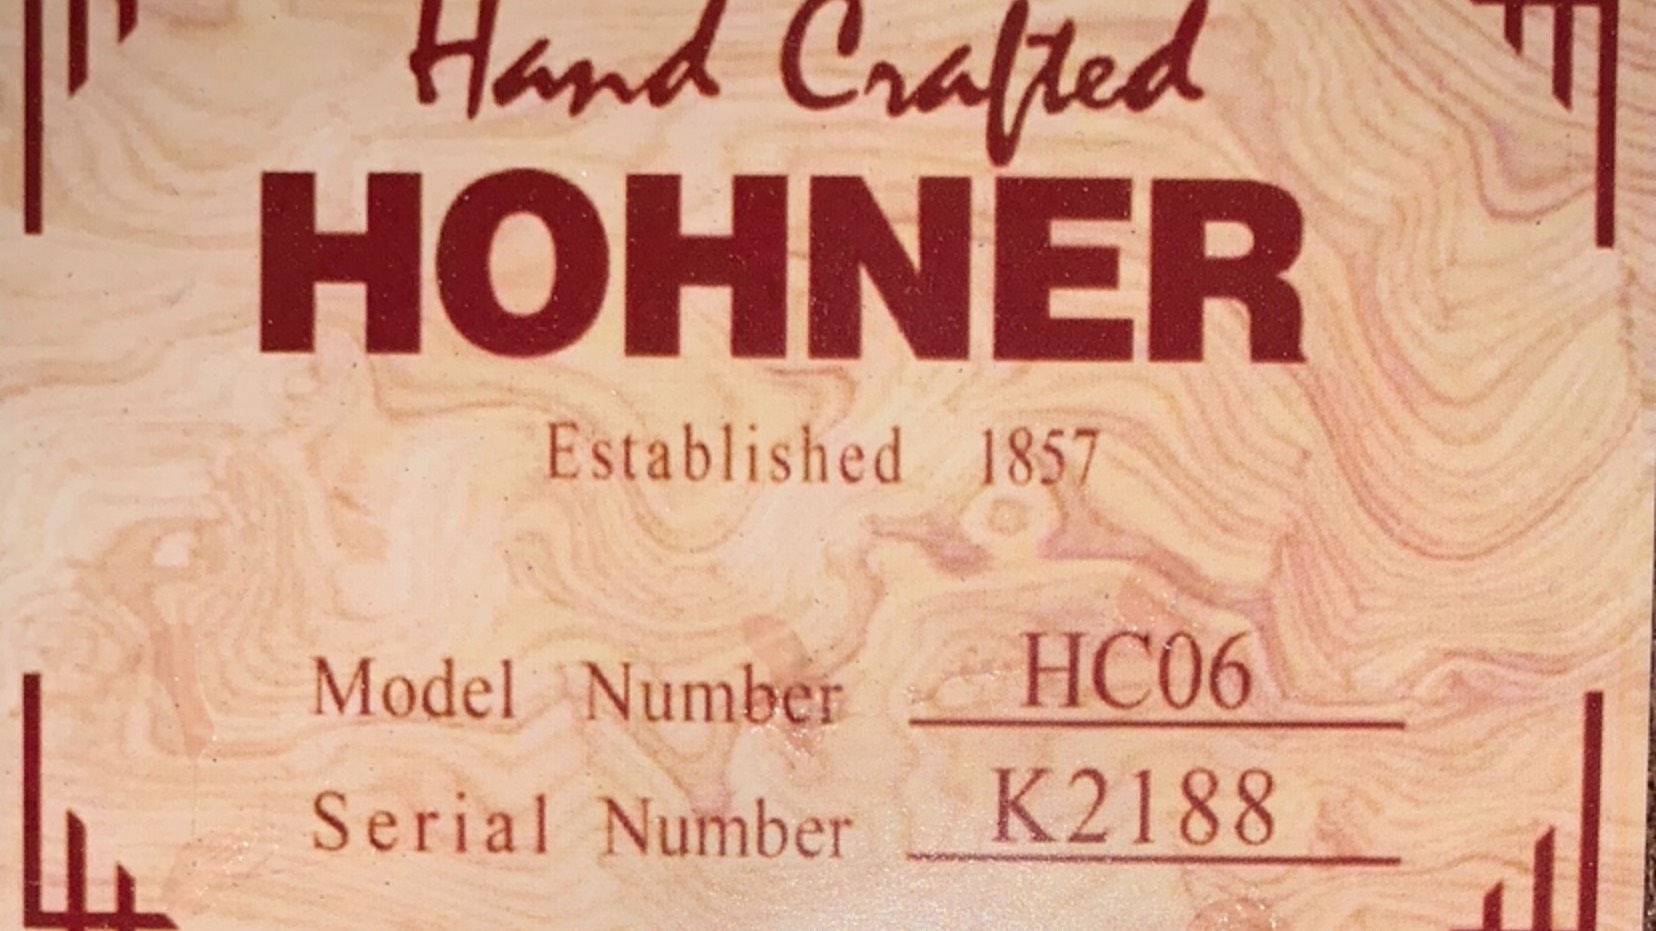 Hand Crafted
HOHNER
Established 1857
Model Number HC06
Serial Number K2188